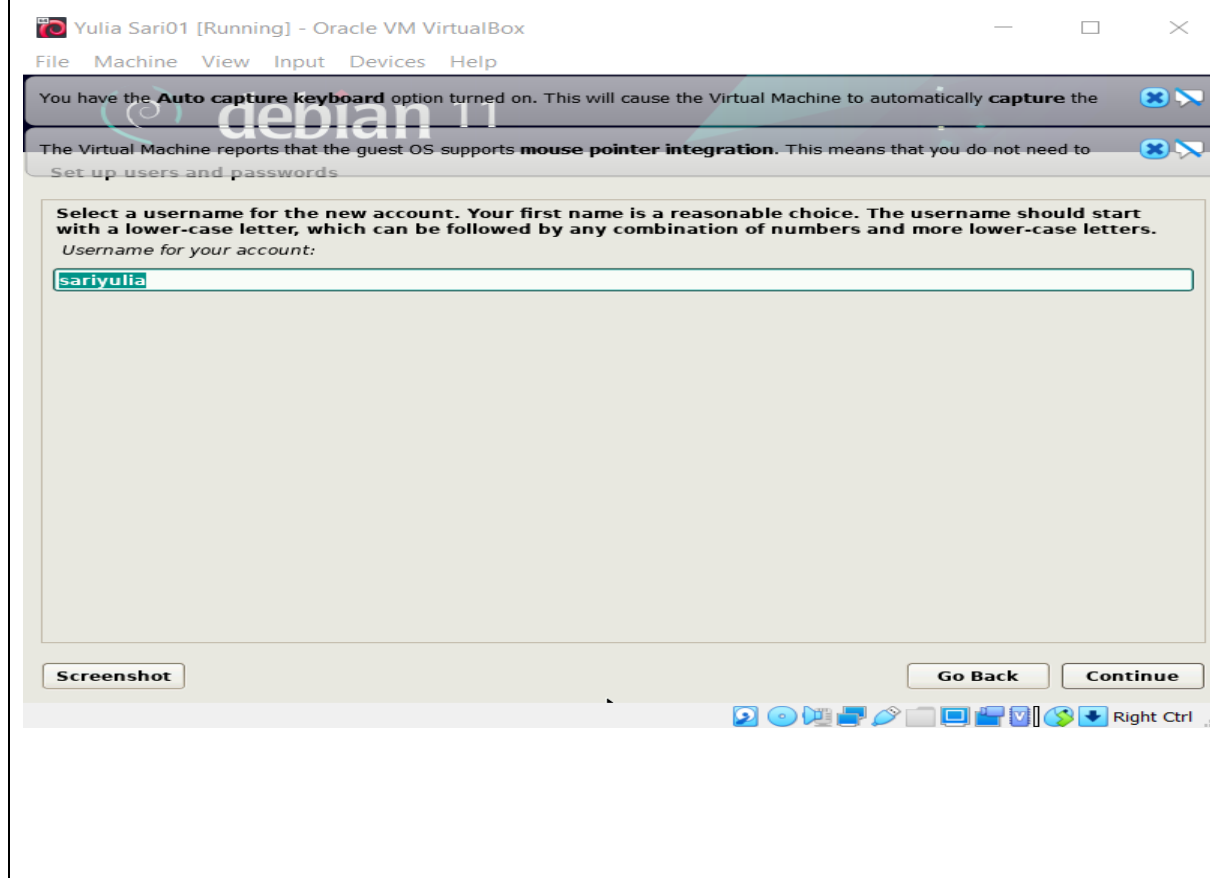 Yulia Sari01 [Running] - Oracle VM VirtualBox
File Machine View Input Devices Help
You have the Auto capture keyboard option turned on. This will cause the Virtual Machine to automatically capture the
debian 11
The Virtual Machine reports that the guest OS supports mouse pointer integration. This means that you do not need to
Set up users and passwords
Select a username for the new account. Your first name is a reasonable choice. The username should start
with a lower-case letter, which can be followed by any combination of numbers and more lower-case letters.
Username for your account:
sariyulia
Screenshot Go Back Continue
Right Ctrl